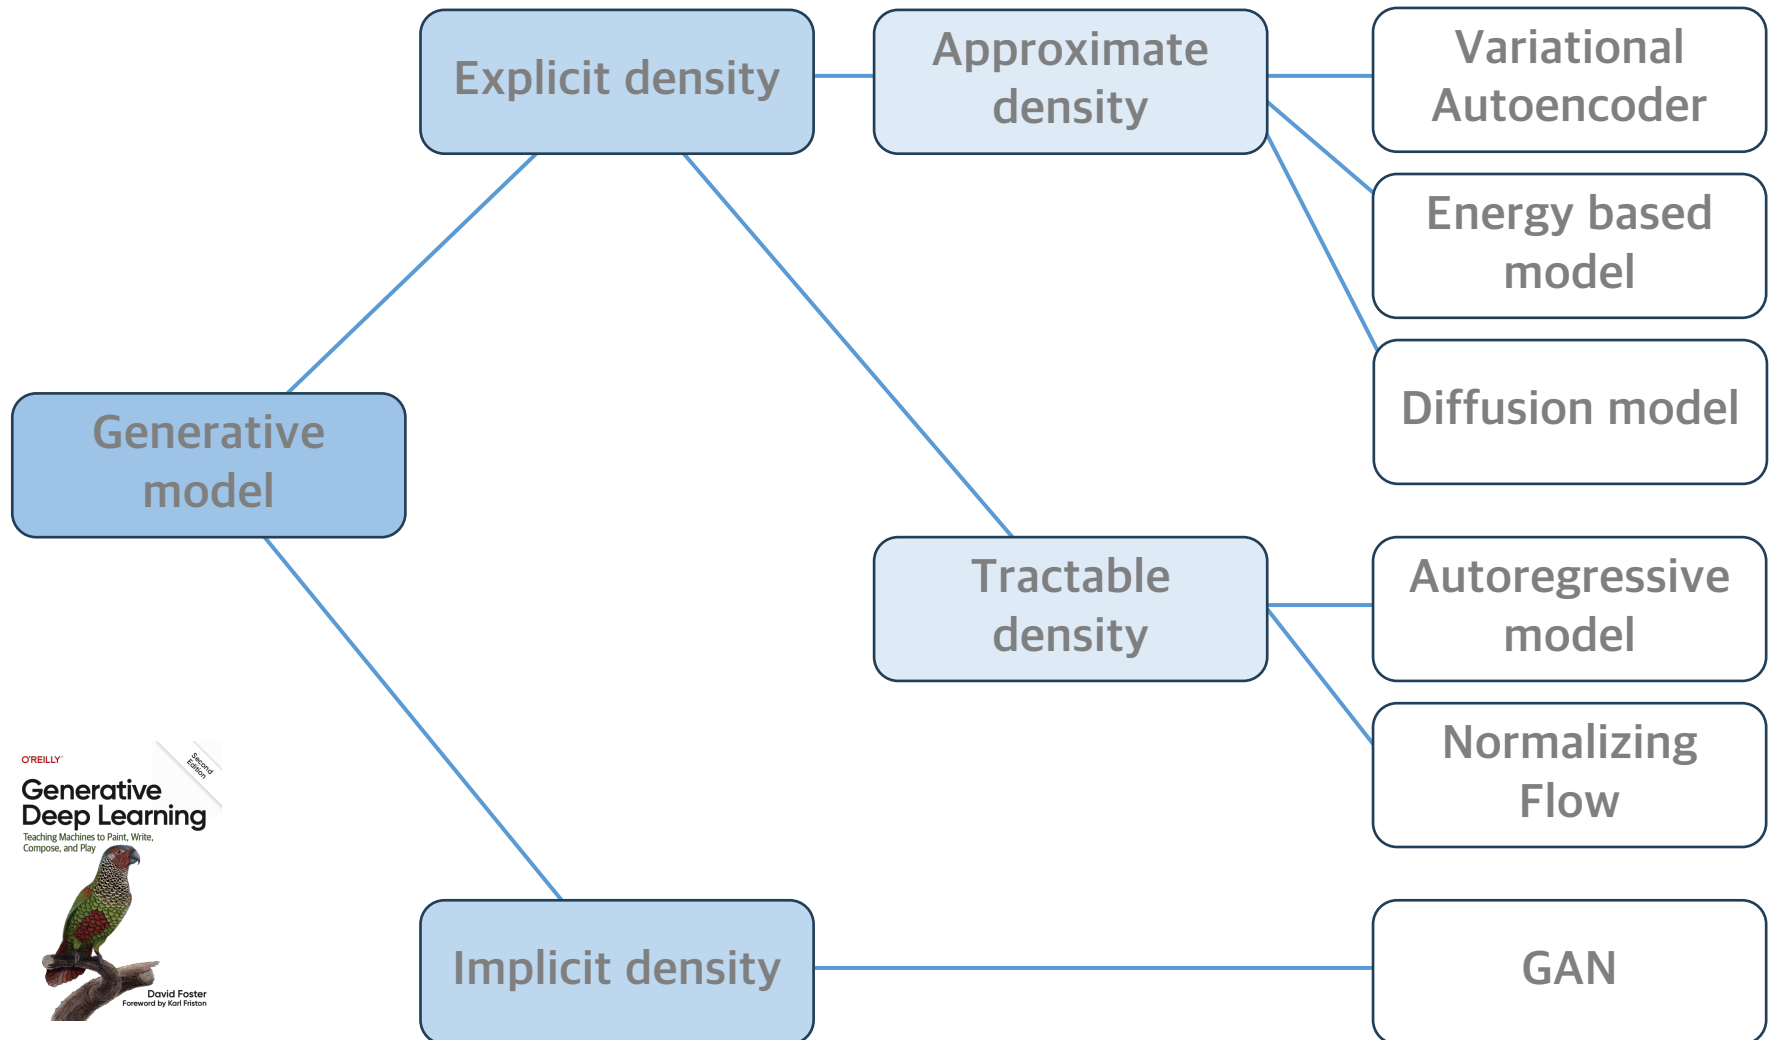 Explicit density
Approximate
density
Variational
Autoencoder
Energy based
model
Diffusion model
Generative
model
Tractable
density
Autoregressive
model
Normalizing
Flow
Implicit density
GAN
O'REILLY
Second
Edition
Generative
Deep Learning
Teaching Machines to Paint, Write,
Compose, and Play
David Foster
Foreword by Karl Friston